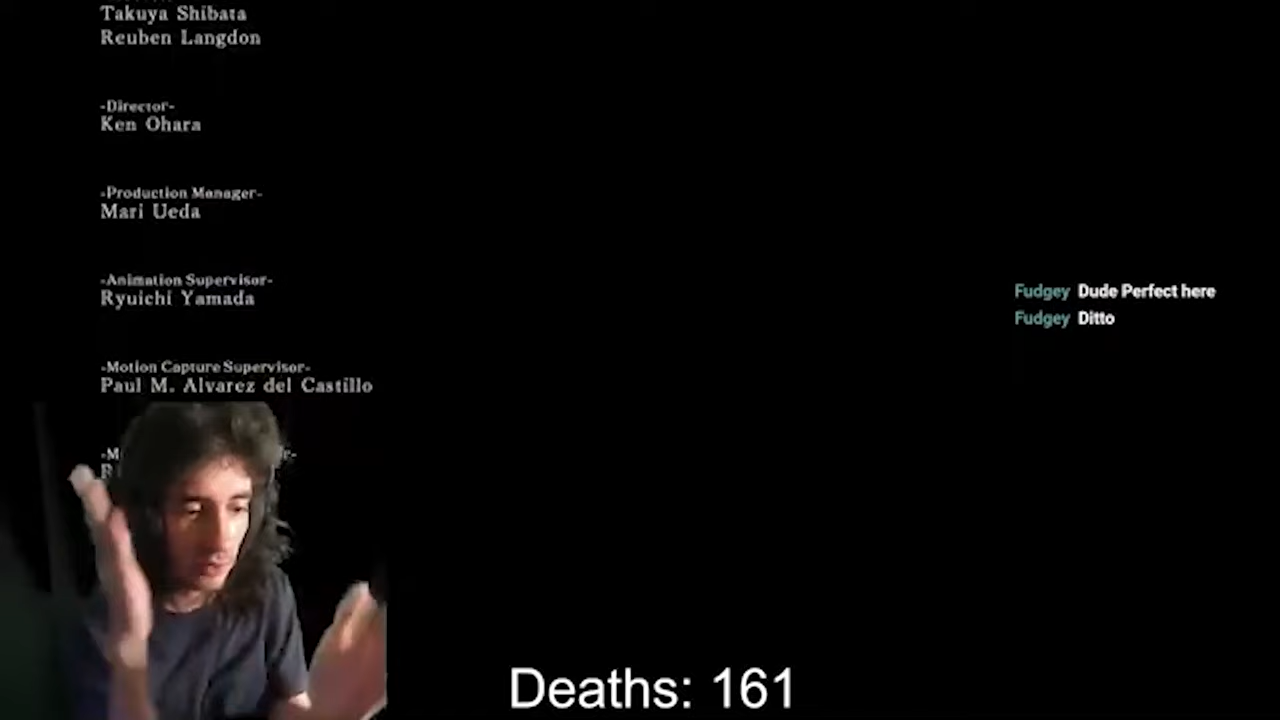 Takuya Shibata
Reuben Langdon
-Director-
Ken Ohara
-Production Manager-
Mari Ueda
-Animation Supervisor-
Ryuichi Yamada
-Motion Capture Supervisor-
Paul M. Alvarez del Castillo
Fudgey Dude Perfect here
Fudgey Ditto
Deaths: 161